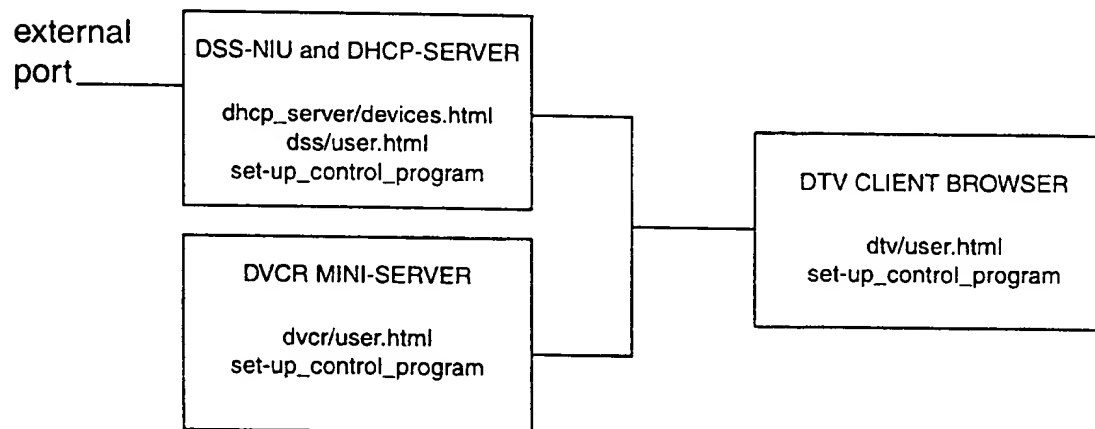 external
port
DSS-NIU and DHCP-SERVER
dhcp_server/devices.html
dss/user.html
set-up_control_program
DVCR MINI-SERVER
dvcr/user.html
set-up_control_program
DTV CLIENT BROWSER
dtv/user.html
set-up_control_program